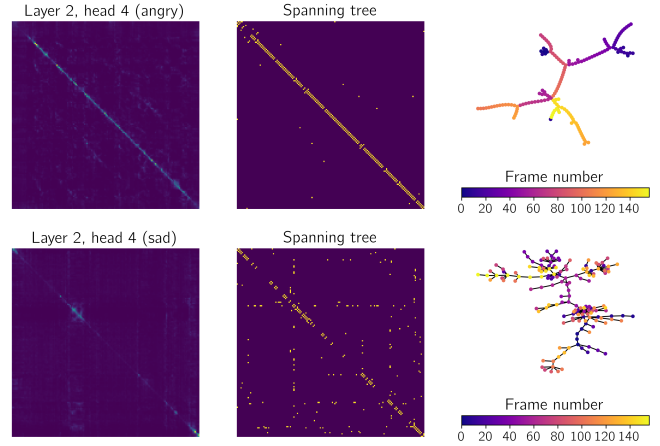 Layer 2, head 4 (angry)
Spanning tree
Frame number
0 20 40 60 80 100 120 140
Layer 2, head 4 (sad)
Spanning tree
Frame number
0 20 40 60 80 100 120 140